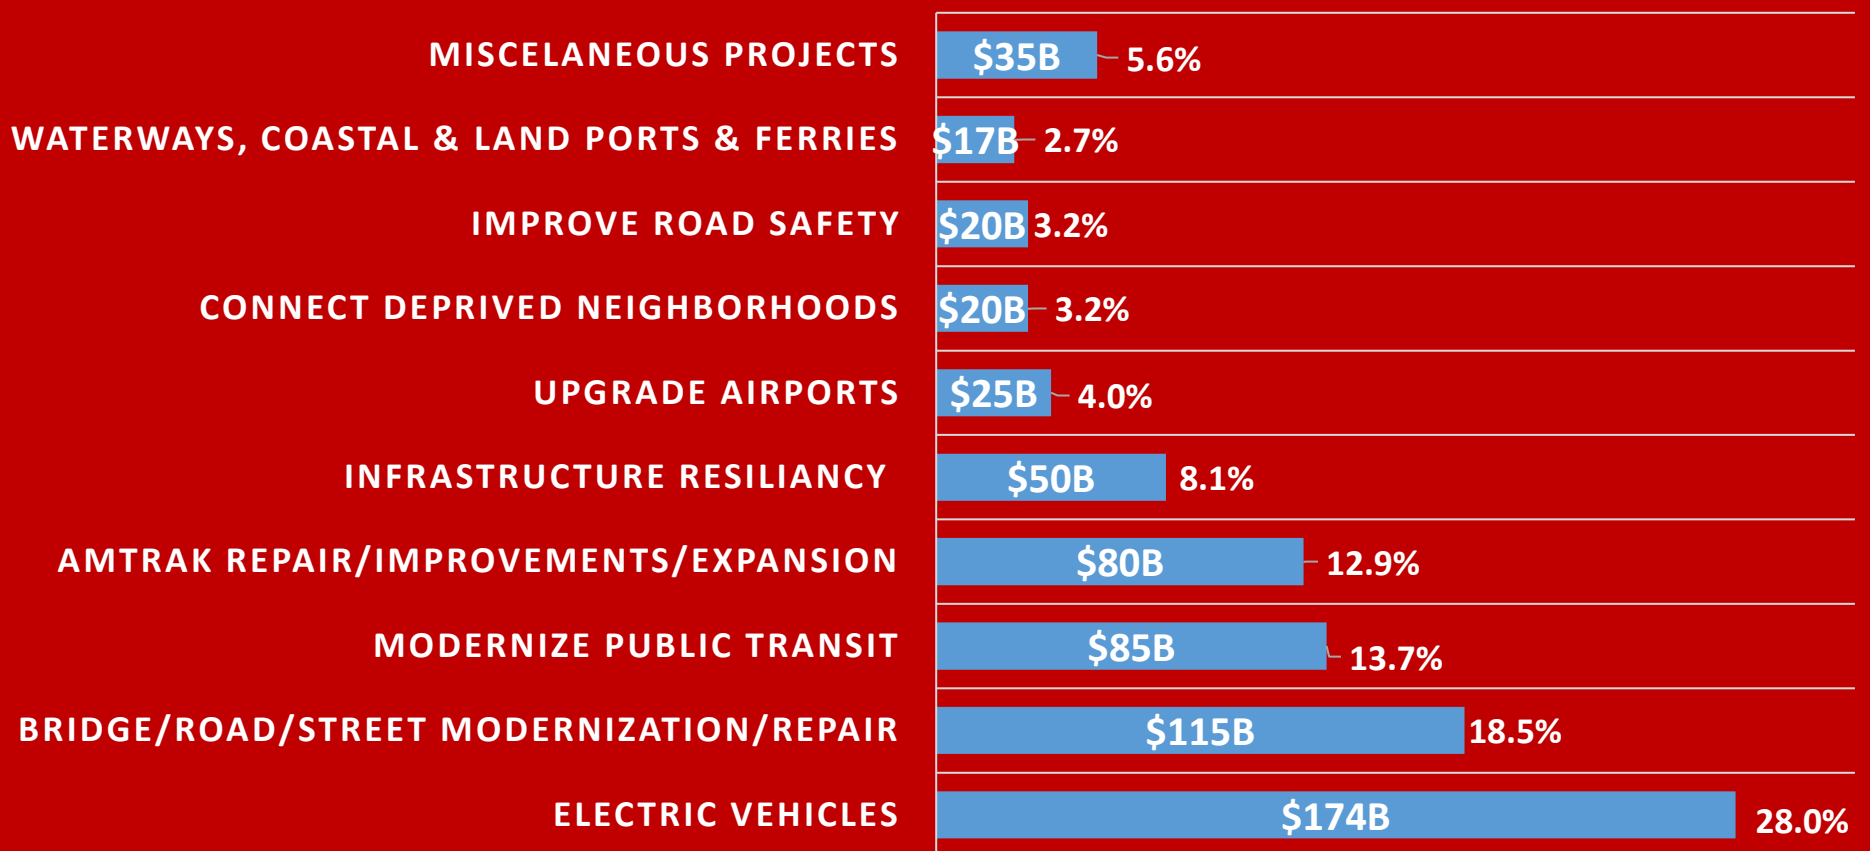 MISCELANEOUS PROJECTS $35B 5.6%
WATERWAYS, COASTAL & LAND PORTS & FERRIES $17B 2.7%
IMPROVE ROAD SAFETY $20B 3.2%
CONNECT DEPRIVED NEIGHBORHOODS $20B 3.2%
UPGRADE AIRPORTS $25B 4.0%
INFRASTRUCTURE RESILIANCY $50B 8.1%
AMTRAK REPAIR/IMPROVEMENTS/EXPANSION $80B 12.9%
MODERNIZE PUBLIC TRANSIT $85B 13.7%
BRIDGE/ROAD/STREET MODERNIZATION/REPAIR $115B 18.5%
ELECTRIC VEHICLES $174B 28.0%